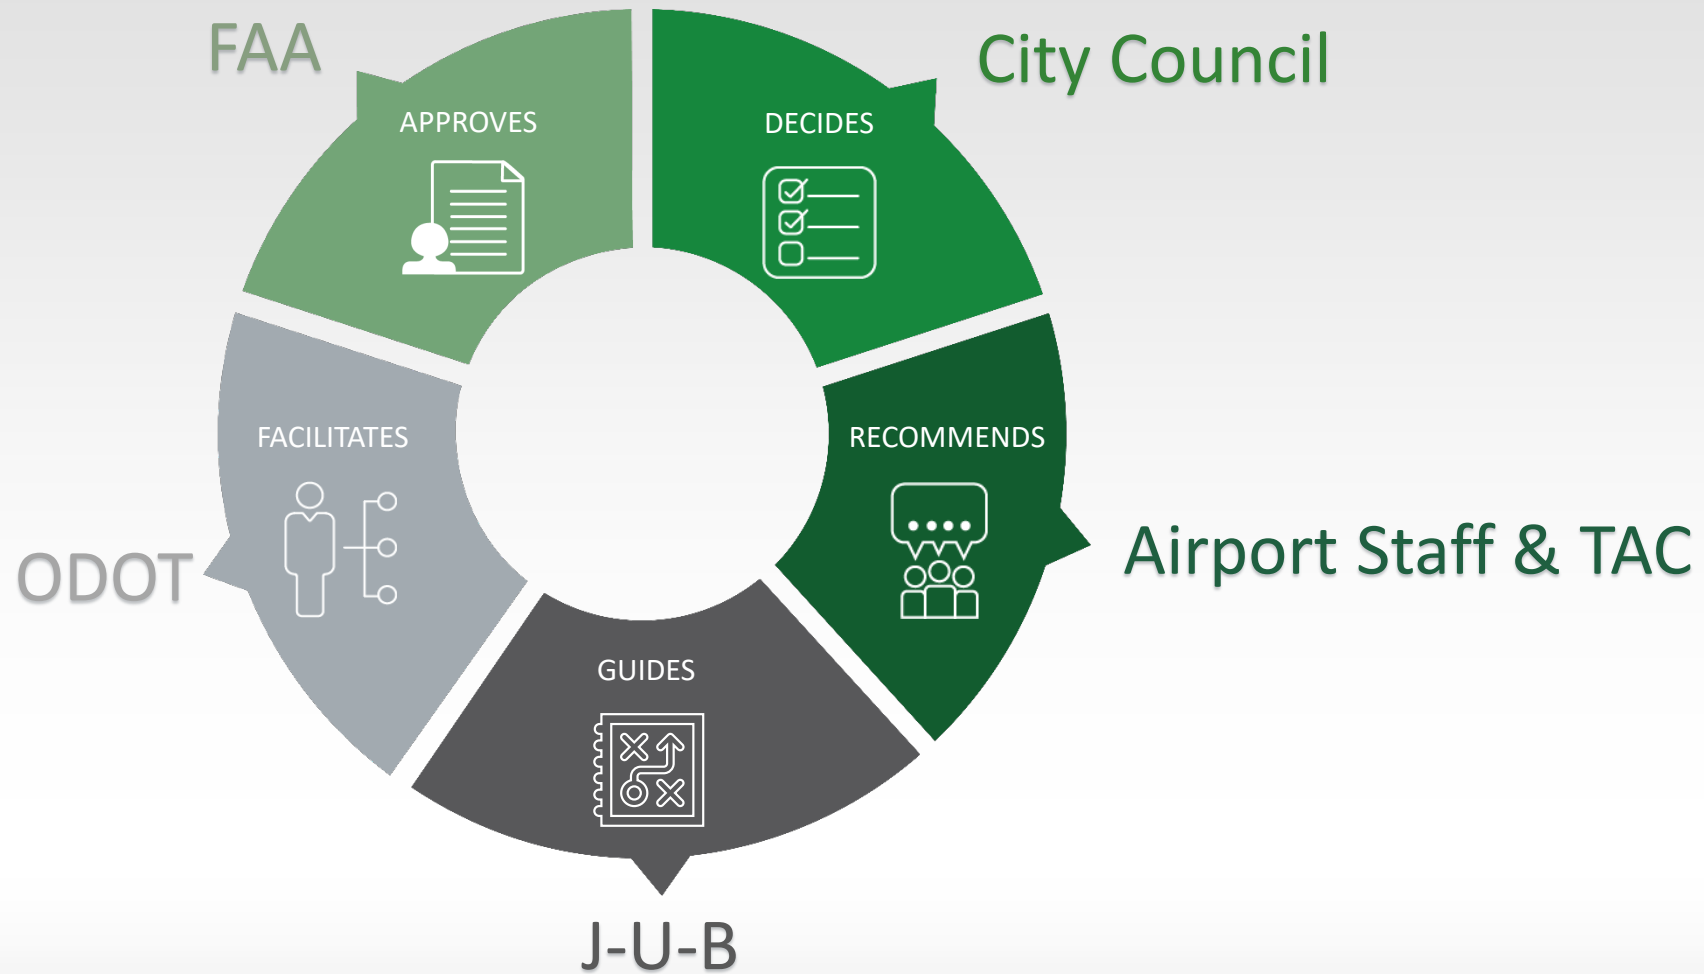 FAA
City Council
APPROVES
DECIDES
FACILITATES
RECOMMENDS
ODOT
Airport Staff & TAC
GUIDES
J-U-B